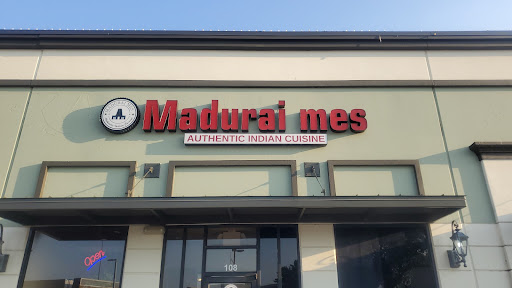 Madurai mes
AUTHENTIC INDIAN CUISINE
Open
108